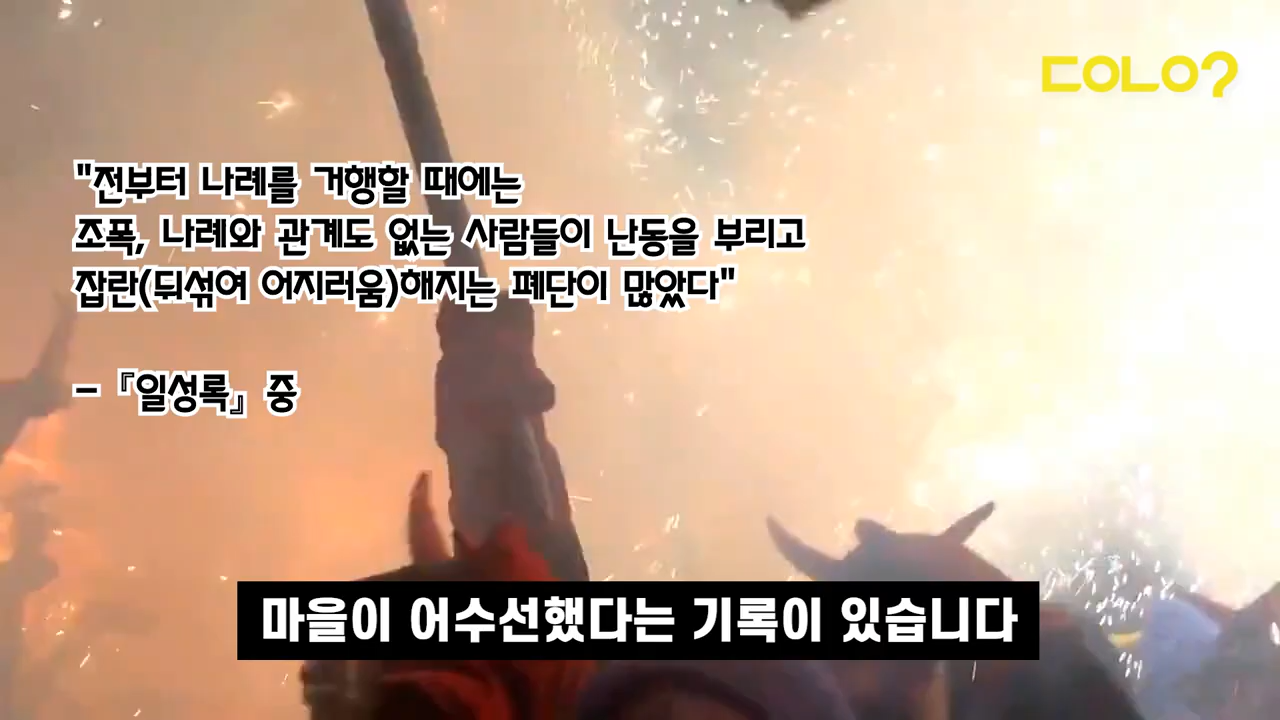 ㄷㅇㄴㅇ?
"전부터 나례를 거행할 때에는
조폭, 나례와 관계도 없는 사람들이 난동을 부리고
잡란(뒤섞여 어지러움)해지는 폐단이 많았다"
-『일성록』중
마을이 어수선했다는 기록이 있습니다